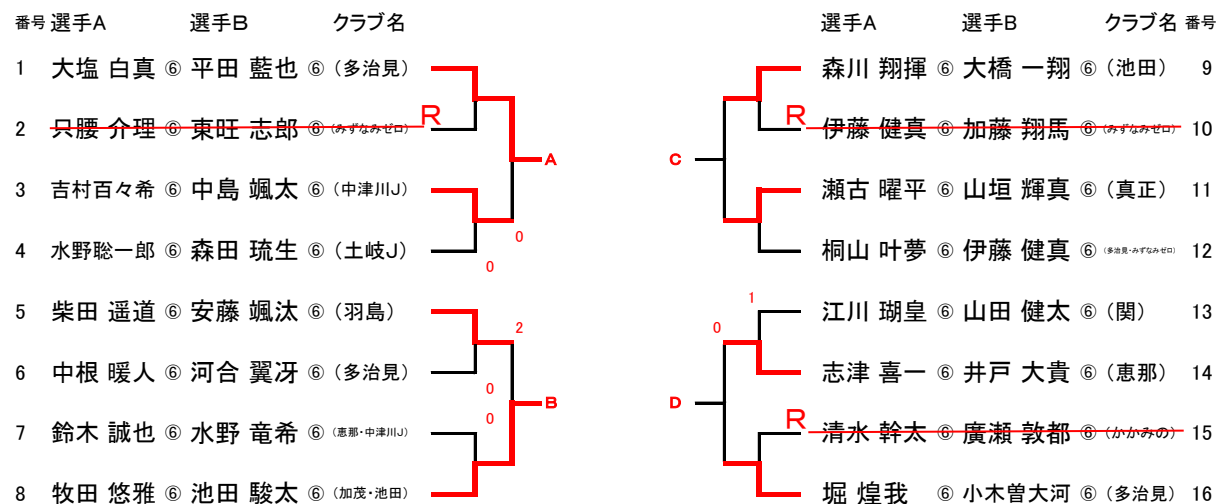 番号 選手A 選手B クラブ名
1 大塩 白真 ⑥ 平田 藍也 ⑥ (多治見)
2 只腰 介理 ⑥ 東旺 志郎 ⑥ (みずなみゼロ) R
A
3 吉村百々希 ⑥ 中島 颯太 ⑥ (中津川J)
0
4 水野聡一郎 ⑥ 森田 琉生 ⑥ (土岐J)
0
5 柴田 遥道 ⑥ 安藤 颯汰 ⑥ (羽島)
2
6 中根 暖人 ⑥ 河合 翼冴 ⑥ (多治見)
0
B
0
7 鈴木 誠也 ⑥ 水野 竜希 ⑥ (恵那・中津川J)
8 牧田 悠雅 ⑥ 池田 駿太 ⑥ (加茂・池田)
選手A 選手B クラブ名 番号
森川 翔揮 ⑥ 大橋 一翔 ⑥ (池田) 9
R 伊藤 健真 ⑥ 加藤 翔馬 ⑥ (みずなみゼロ) 10
C
瀬古 曜平 ⑥ 山垣 輝真 ⑥ (真正) 11
桐山 叶夢 ⑥ 伊藤 健真 ⑥ (多治見・みずなみゼロ) 12
1
江川 瑚皇 ⑥ 山田 健太 ⑥ (関) 13
0
志津 喜一 ⑥ 井戸 大貴 ⑥ (恵那) 14
D
R 清水 幹太 ⑥ 廣瀬 敦都 ⑥ (かかみの) 15
堀 煌我 ⑥ 小木曽大河 ⑥ (多治見) 16